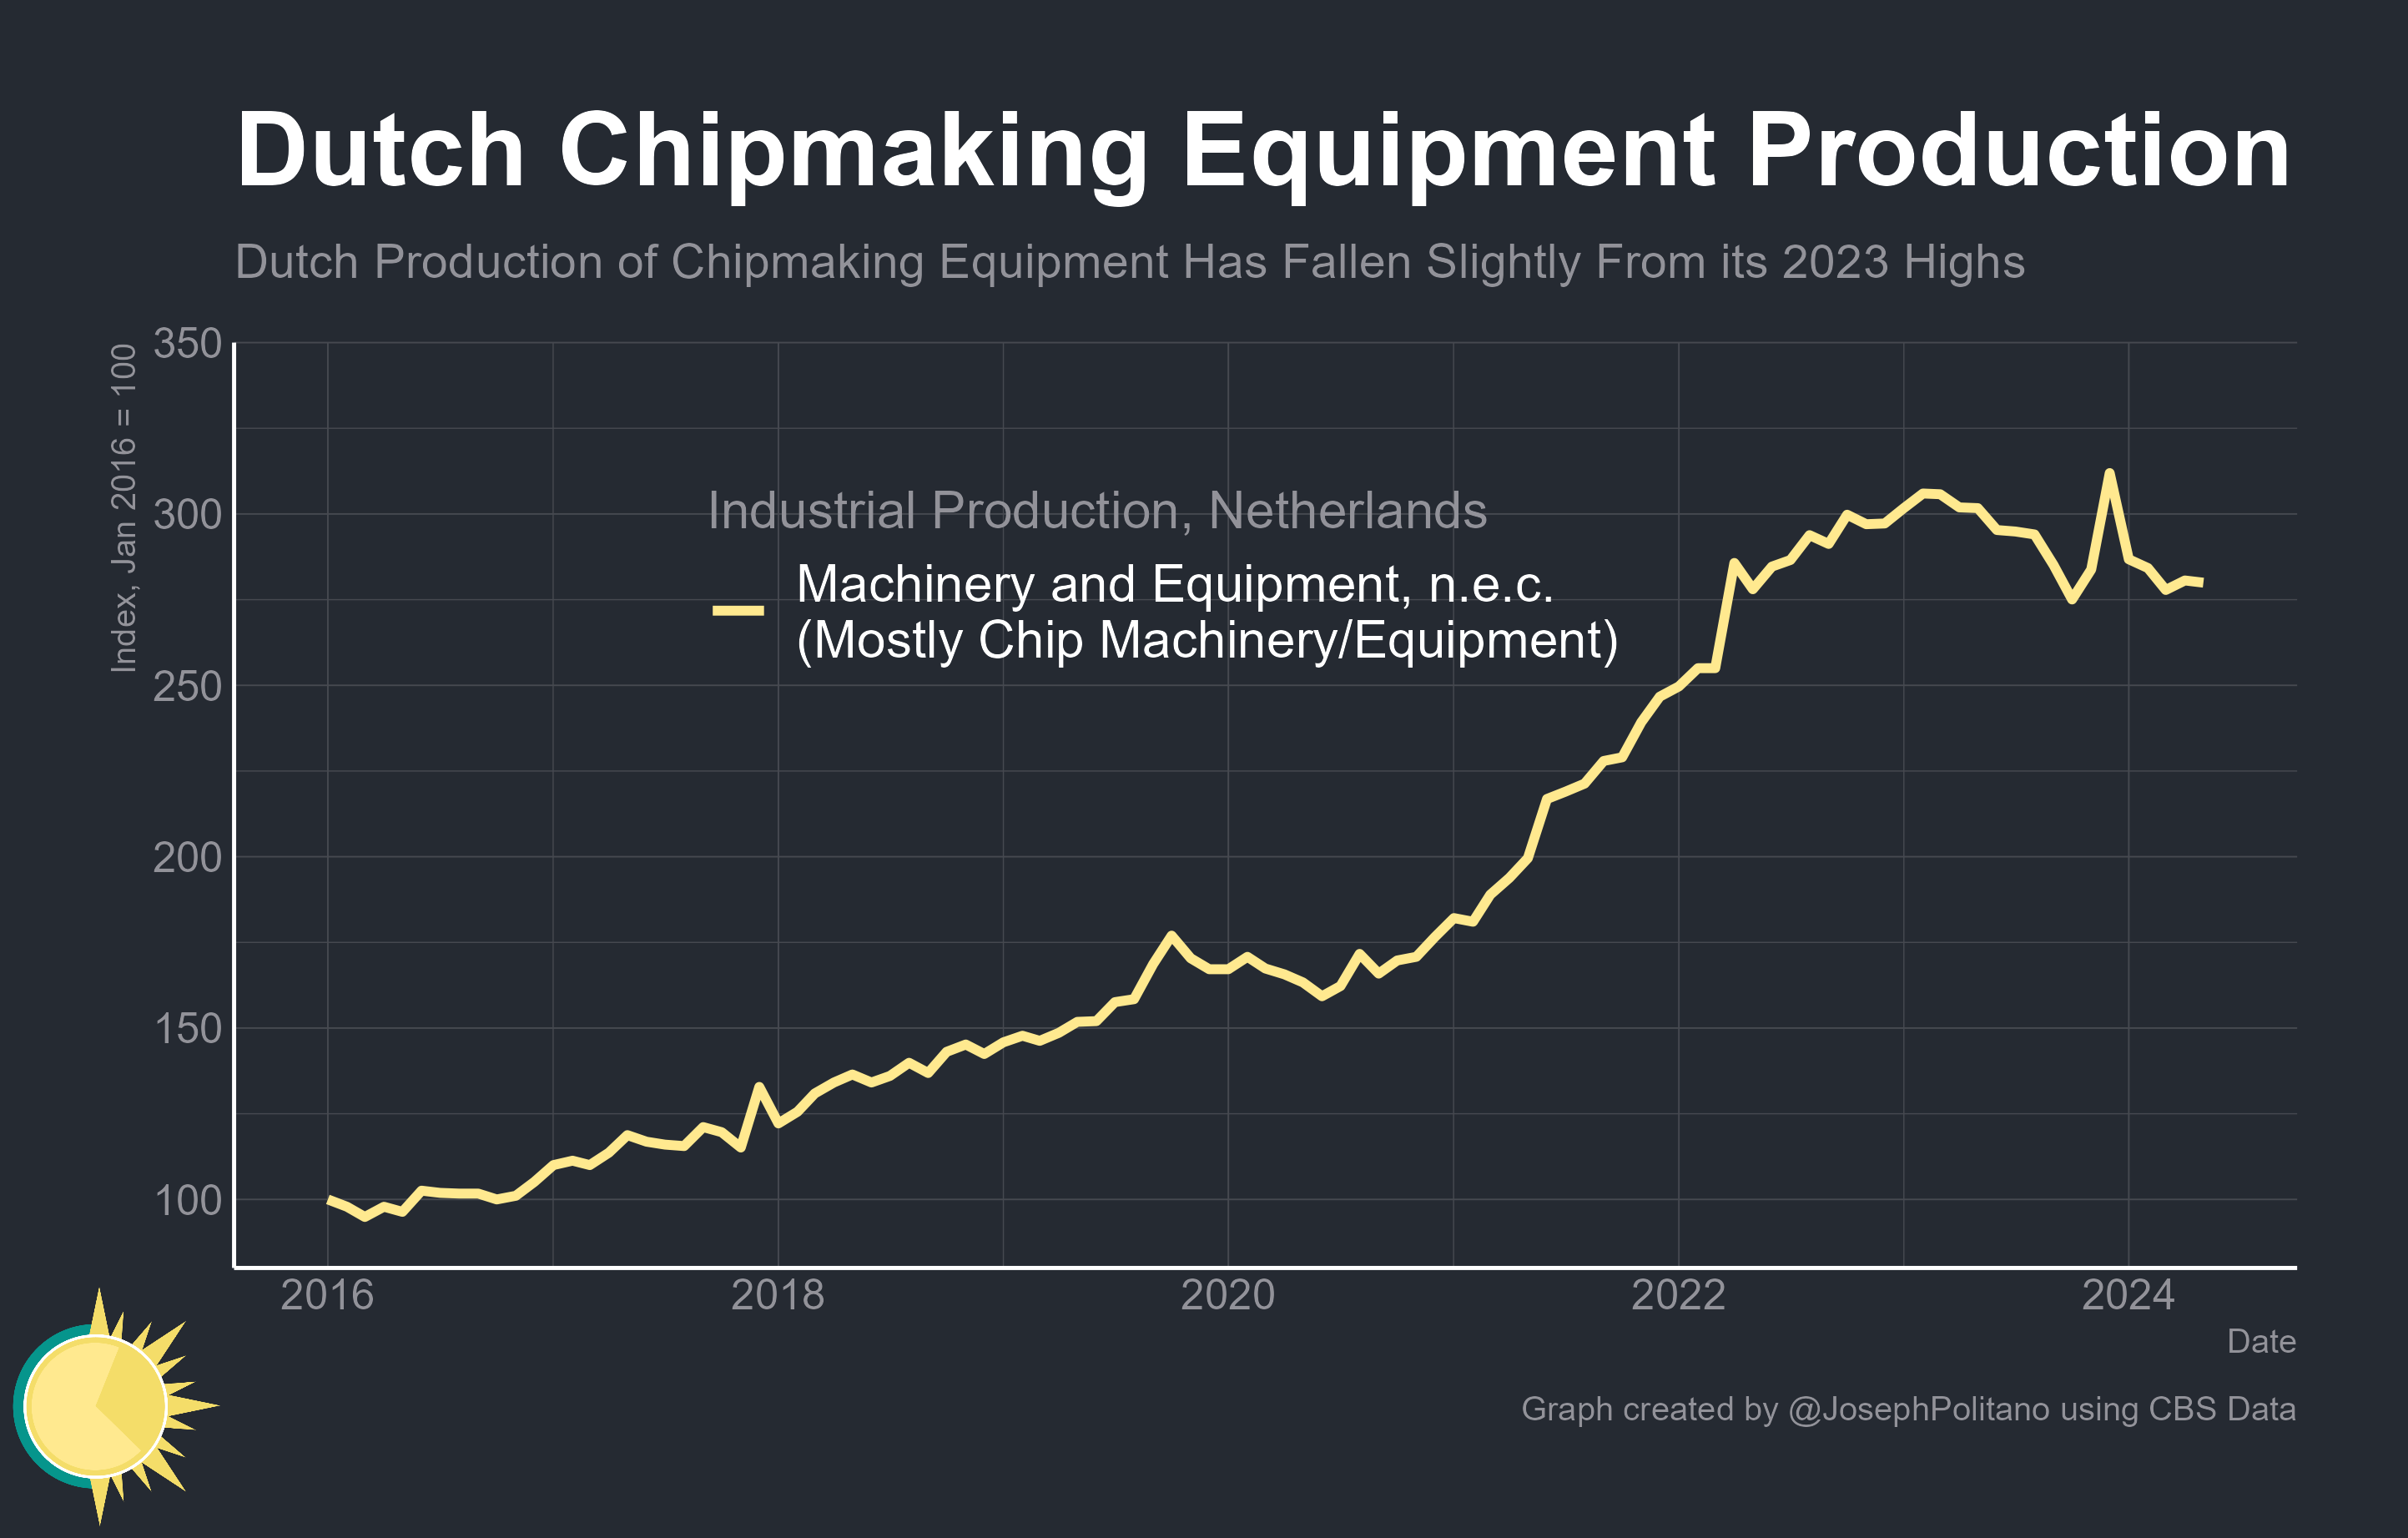 Dutch Chipmaking Equipment Production
Dutch Production of Chipmaking Equipment Has Fallen Slightly From its 2023 Highs
Index, Jan 2016 = 100
350
300
250
200
150
100
Industrial Production, Netherlands
Machinery and Equipment, n.e.c.
(Mostly Chip Machinery/Equipment)
2016 2018 2020 2022 2024
Date
Graph created by @JosephPolitano using CBS Data